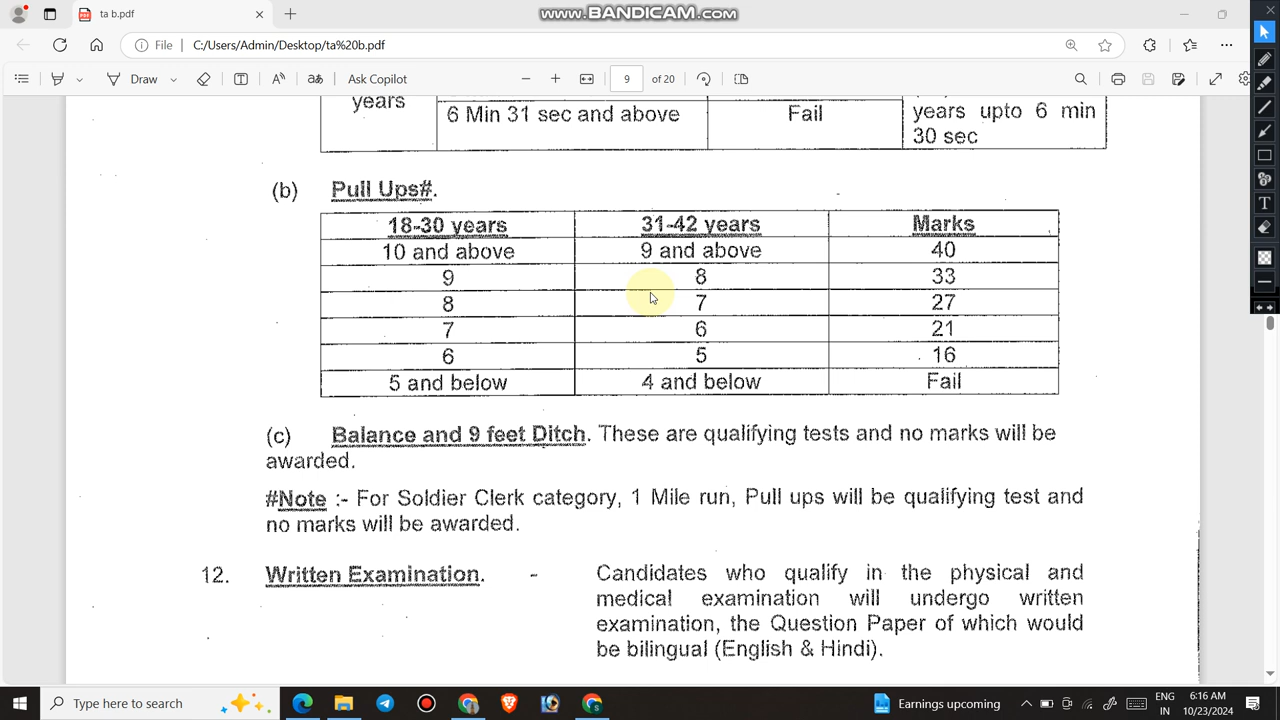 ta b.pdf
www.BANDICAM.com
File C:/Users/Admin/Desktop/ta%20b.pdf
Draw Ask Copilot 9 of 20
years 6 Min 31 sec and above Fail years upto 6 min
30 sec
(b) Pull Ups#.
18-30 years 31-42 years Marks
10 and above 9 and above 40
9 8 33
8 7 27
7 6 21
6 5 16
5 and below 4 and below Fail
(c) Balance and 9 feet Ditch. These are qualifying tests and no marks will be
awarded.
#Note :- For Soldier Clerk category, 1 Mile run, Pull ups will be qualifying test and
no marks will be awarded.
12. Written Examination. - Candidates who qualify in the physical and
medical examination will undergo written
examination, the Question Paper of which would
be bilingual (English & Hindi).
Type here to search Earnings upcoming ENG 6:16 AM
IN 10/23/2024